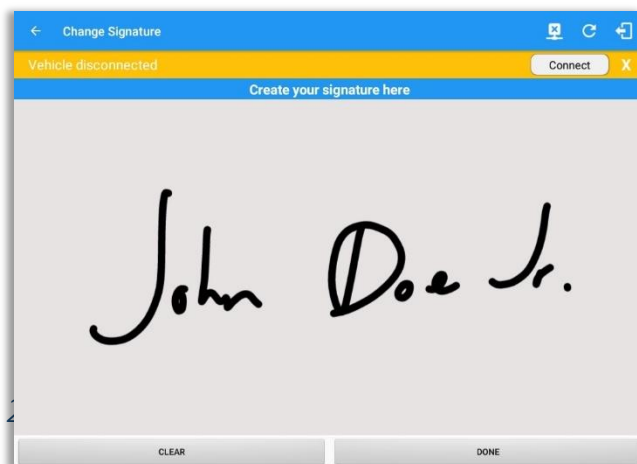 Change Signature
Vehicle disconnected Connect X
Create your signature here
John Doe Jr.
CLEAR DONE